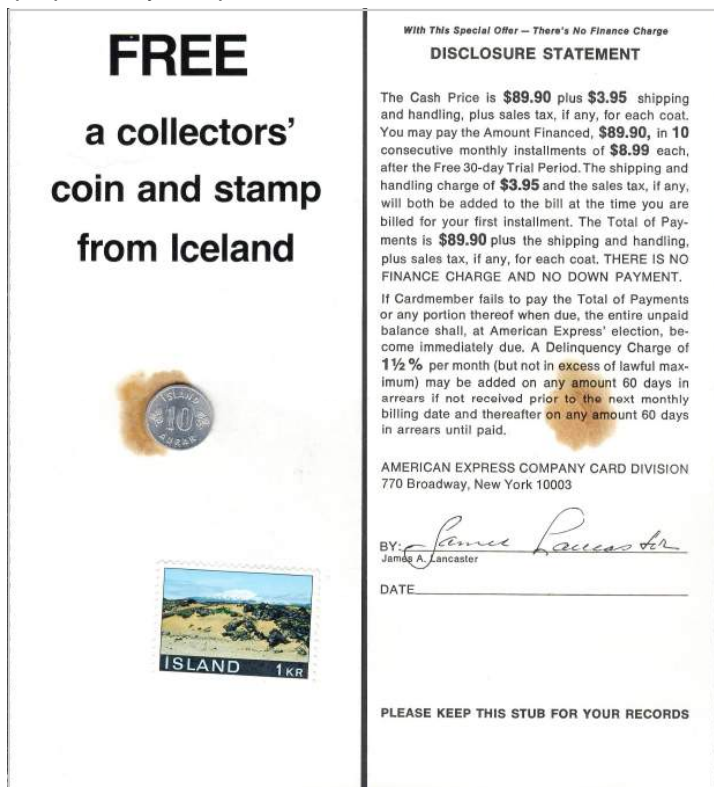 FREE
a collectors'
coin and stamp
from Iceland
ISLAND
10
AURAR
ISLAND 1 KR
With This Special Offer — There's No Finance Charge
DISCLOSURE STATEMENT
The Cash Price is $89.90 plus $3.95 shipping
and handling, plus sales tax, if any, for each coat.
You may pay the Amount Financed, $89.90, in 10
consecutive monthly installments of $8.99 each,
after the Free 30-day Trial Period. The shipping and
handling charge of $3.95 and the sales tax, if any,
will both be added to the bill at the time you are
billed for your first installment. The Total of Pay-
ments is $89.90 plus the shipping and handling,
plus sales tax, if any, for each coat. THERE IS NO
FINANCE CHARGE AND NO DOWN PAYMENT.
If Cardmember fails to pay the Total of Payments
or any portion thereof when due, the entire unpaid
balance shall, at American Express' election, be-
come immediately due. A Delinquency Charge of
1½% per month (but not in excess of lawful max-
imum) may be added on any amount 60 days in
arrears if not received prior to the next monthly
billing date and thereafter on any amount 60 days
in arrears until paid.
AMERICAN EXPRESS COMPANY CARD DIVISION
770 Broadway, New York 10003
BY: James Lancaster
James A. Lancaster
DATE
PLEASE KEEP THIS STUB FOR YOUR RECORDS